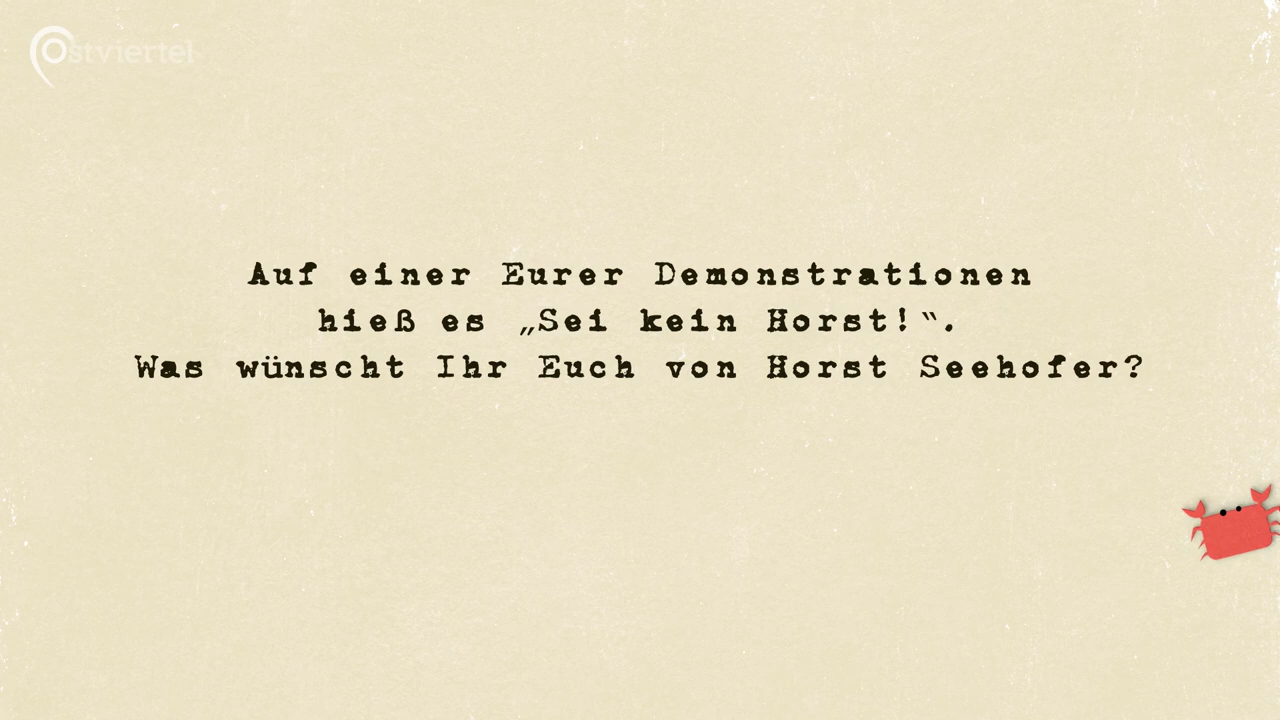 Ostviertel
Auf einer Eurer Demonstrationen
hieß es „Sei kein Horst!‟.
Was wünscht Ihr Euch von Horst Seehofer?